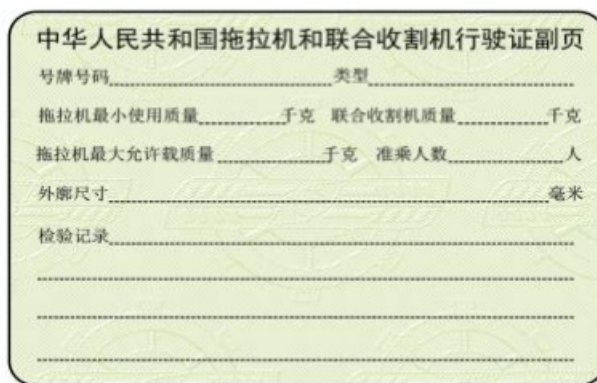 中华人民共和国拖拉机和联合收割机行驶证副页
号牌号码 类型
拖拉机最小使用质量 千克 联合收割机质量 千克
拖拉机最大允许载质量 千克 准乘人数 人
外廓尺寸 毫米
检验记录